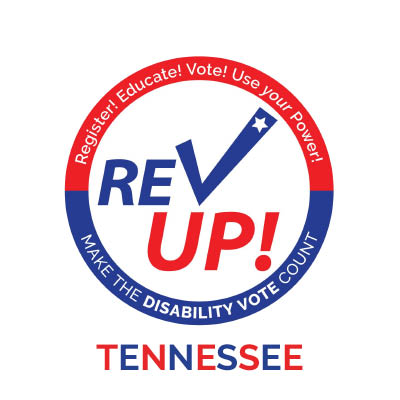 Register! Educate! Vote! Use your Power!
REV
UP!
MAKE THE DISABILITY VOTE COUNT
TENNESSEE